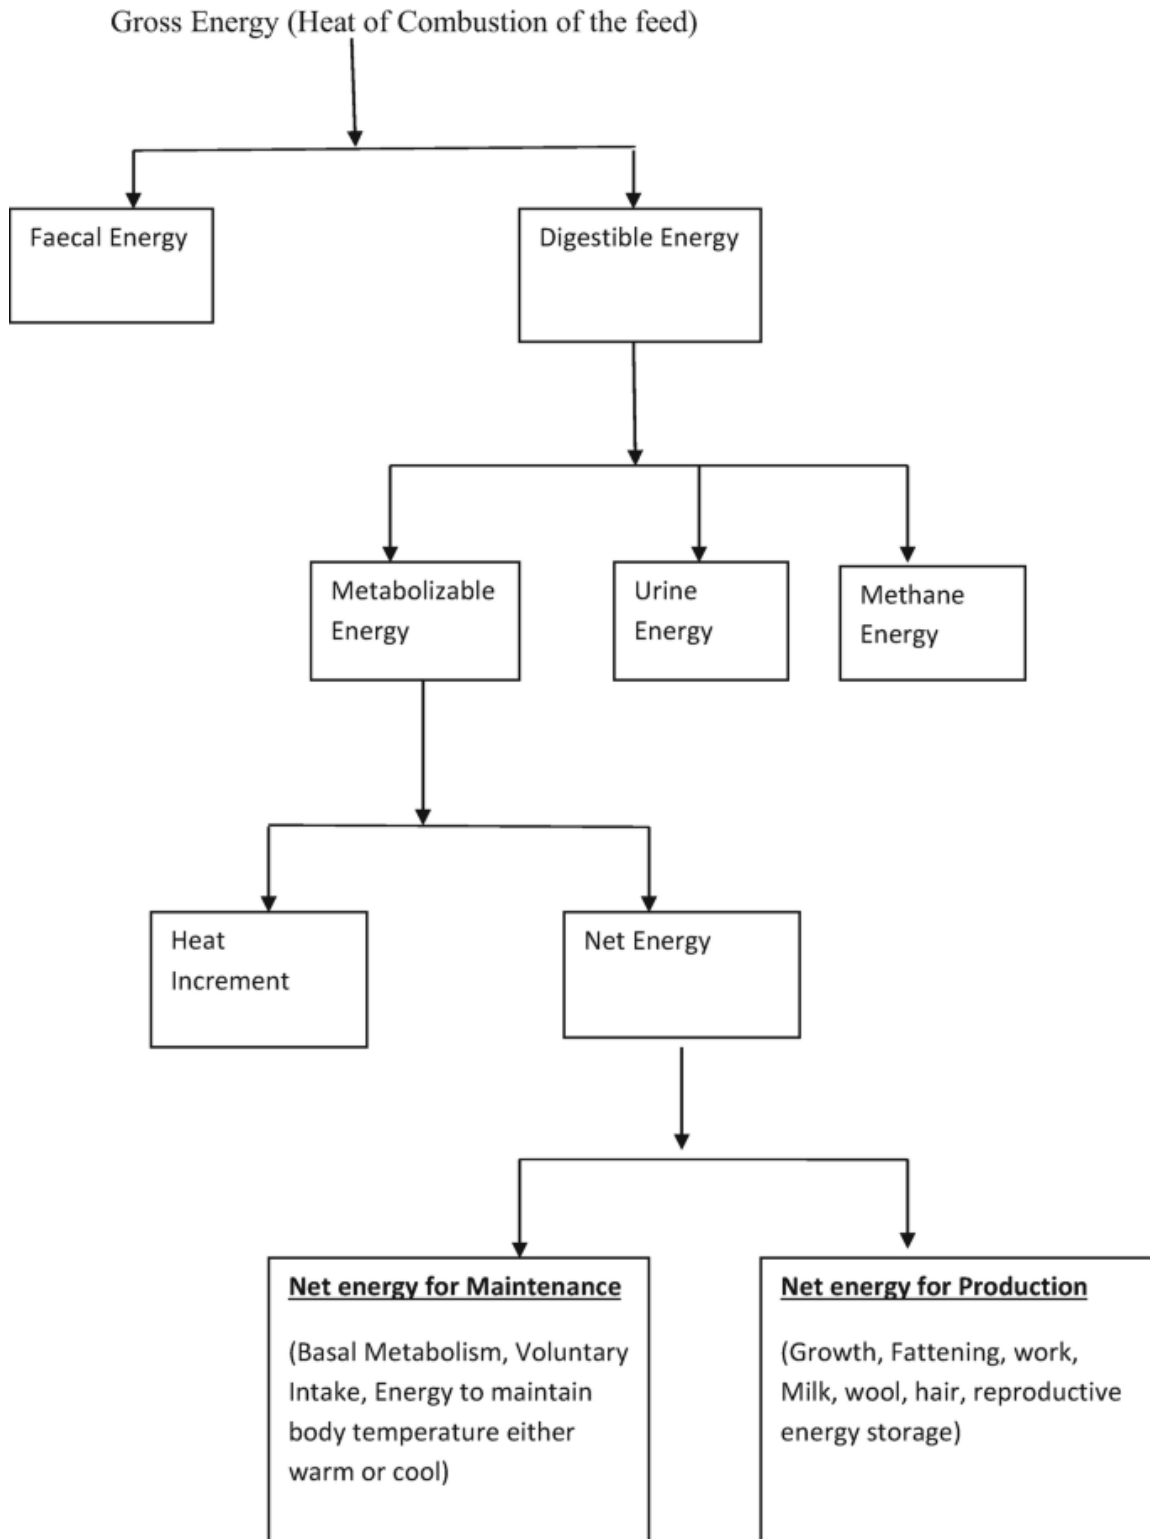 Gross Energy (Heat of Combustion of the feed)
Faecal Energy
Digestible Energy
Metabolizable
Energy
Urine
Energy
Methane
Energy
Heat
Increment
Net Energy
Net energy for Maintenance
(Basal Metabolism, Voluntary
Intake, Energy to maintain
body temperature either
warm or cool)
Net energy for Production
(Growth, Fattening, work,
Milk, wool, hair, reproductive
energy storage)